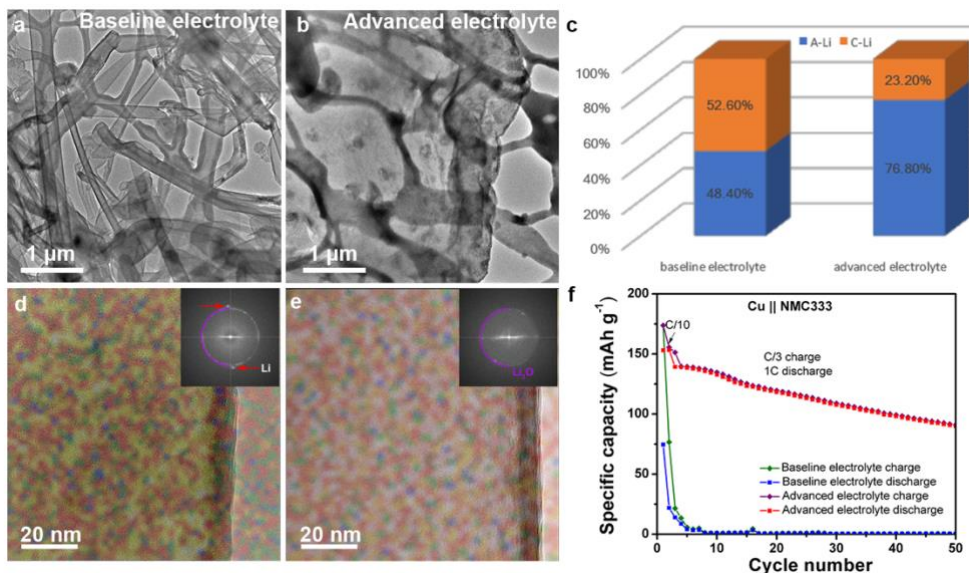 a Baseline electrolyte
1 µm
b Advanced electrolyte
1 µm
c
A-Li C-Li
100%
80%
60%
40%
20%
0%
52.60%
48.40%
23.20%
76.80%
baseline electrolyte
advanced electrolyte
d
Li
20 nm
e
Li₂O
20 nm
f
Cu || NMC333
C/10
C/3 charge
1C discharge
Baseline electrolyte charge
Baseline electrolyte discharge
Advanced electrolyte charge
Advanced electrolyte discharge
Specific capacity (mAh g⁻¹)
200
150
100
50
0
0 10 20 30 40 50
Cycle number